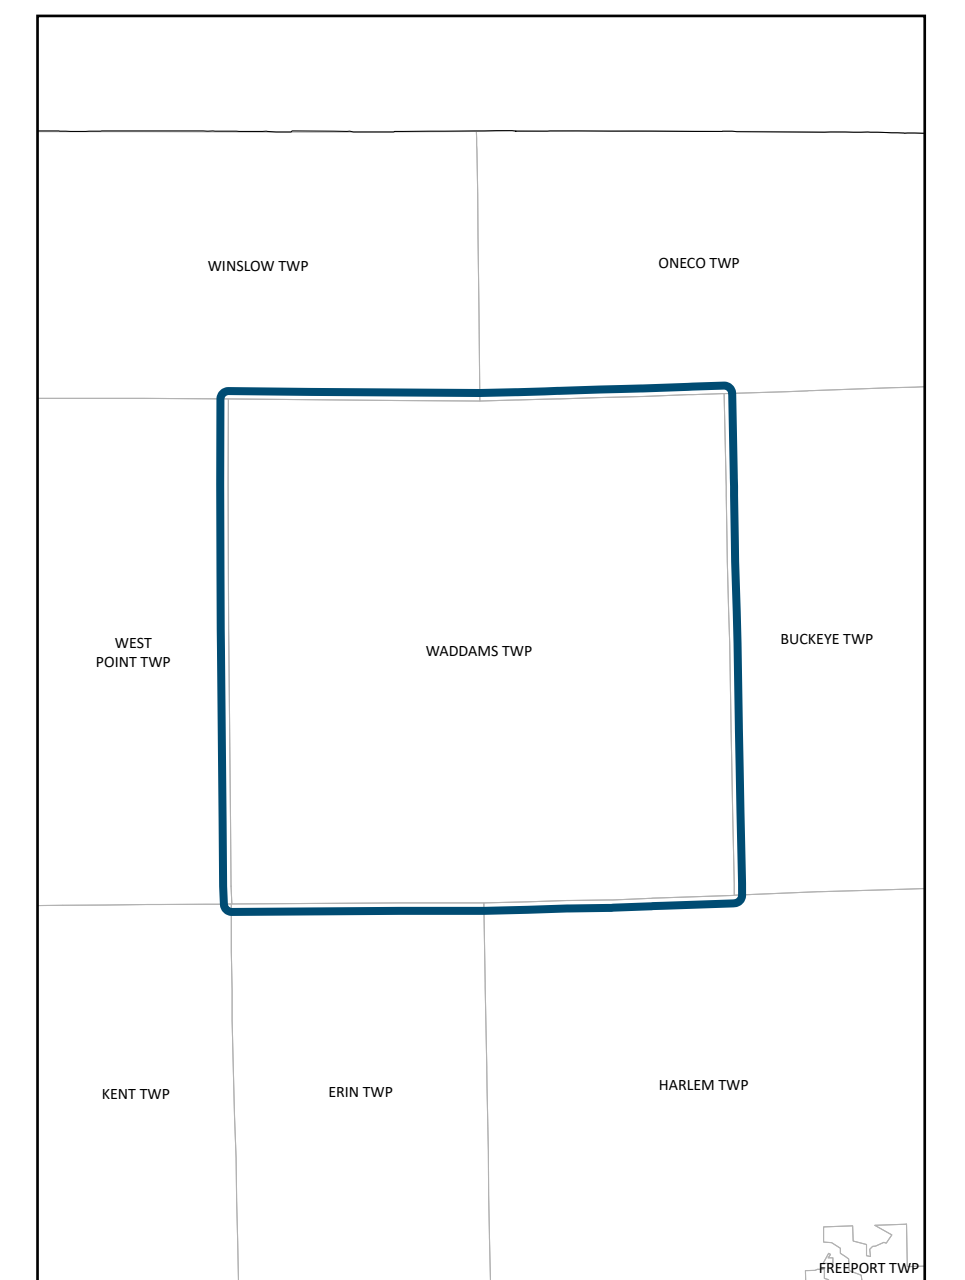 WINSLOW TWP
ONECO TWP
WEST
POINT TWP
WADDAMS TWP
BUCKEYE TWP
KENT TWP
ERIN TWP
HARLEM TWP
FREEPORT TWP